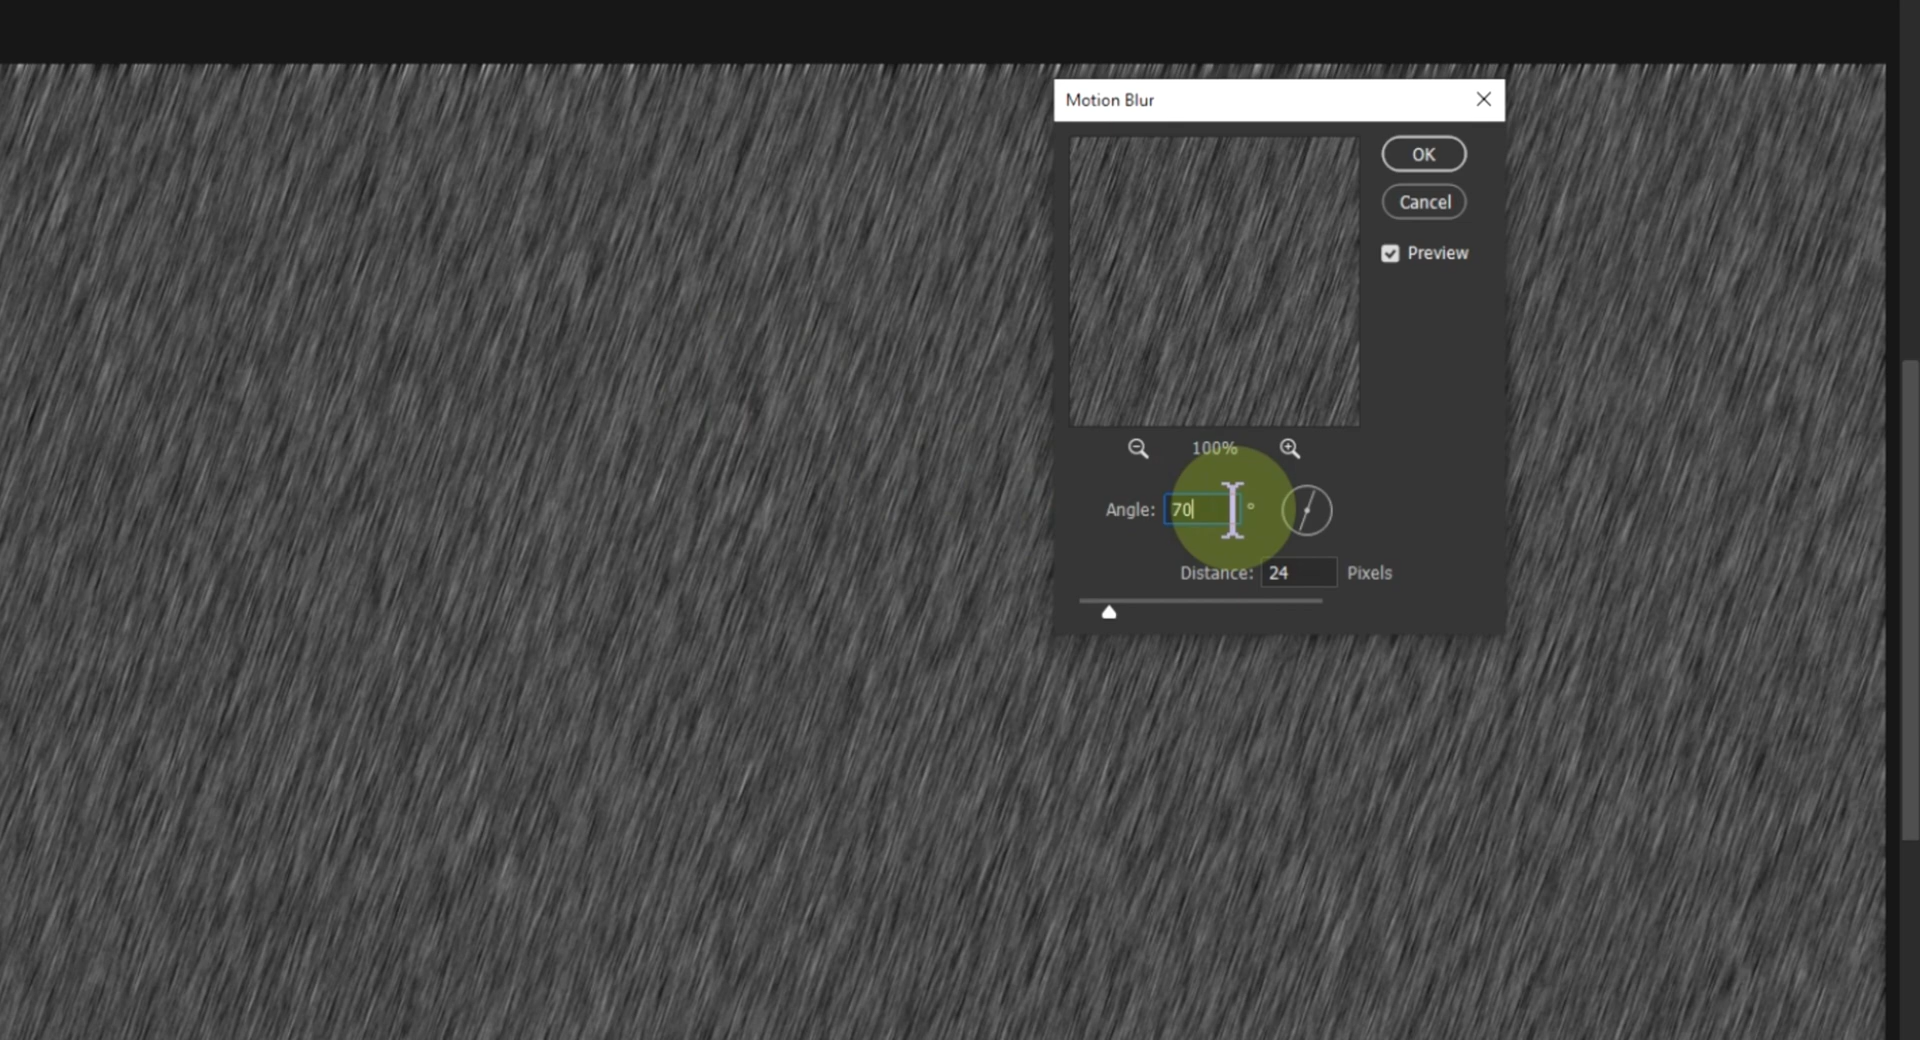 Motion Blur
OK
Cancel
Preview
100%
Angle: 70 °
Distance: 24 Pixels